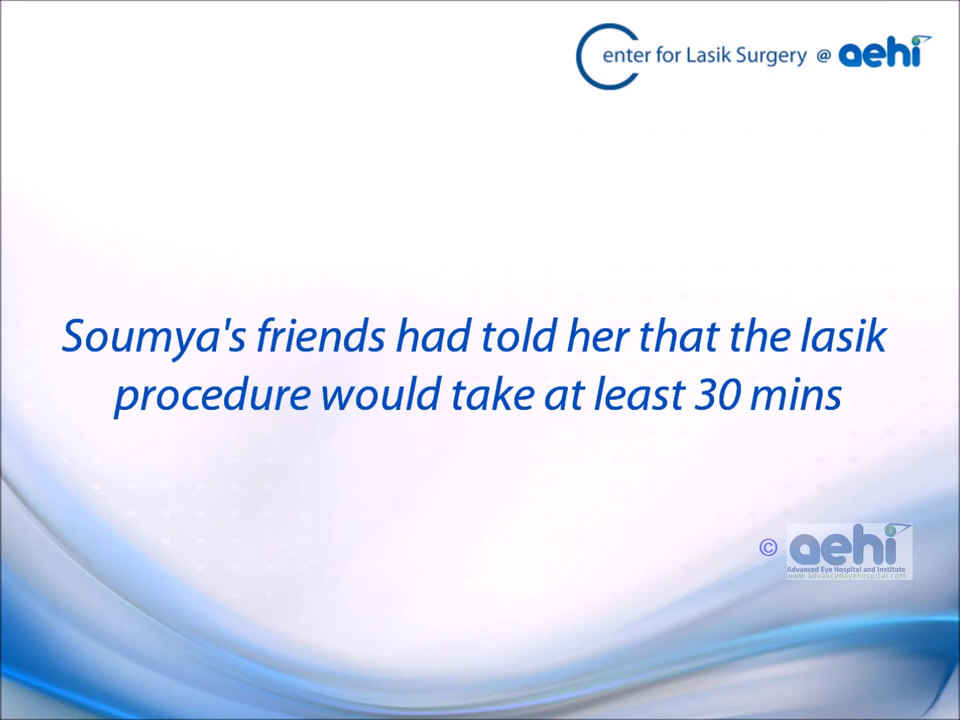 Center for Lasik Surgery @ aehi
Soumya's friends had told her that the lasik
procedure would take at least 30 mins
© aehi
Advanced Eye Hospital and Institute
www.advancedeyehospital.com